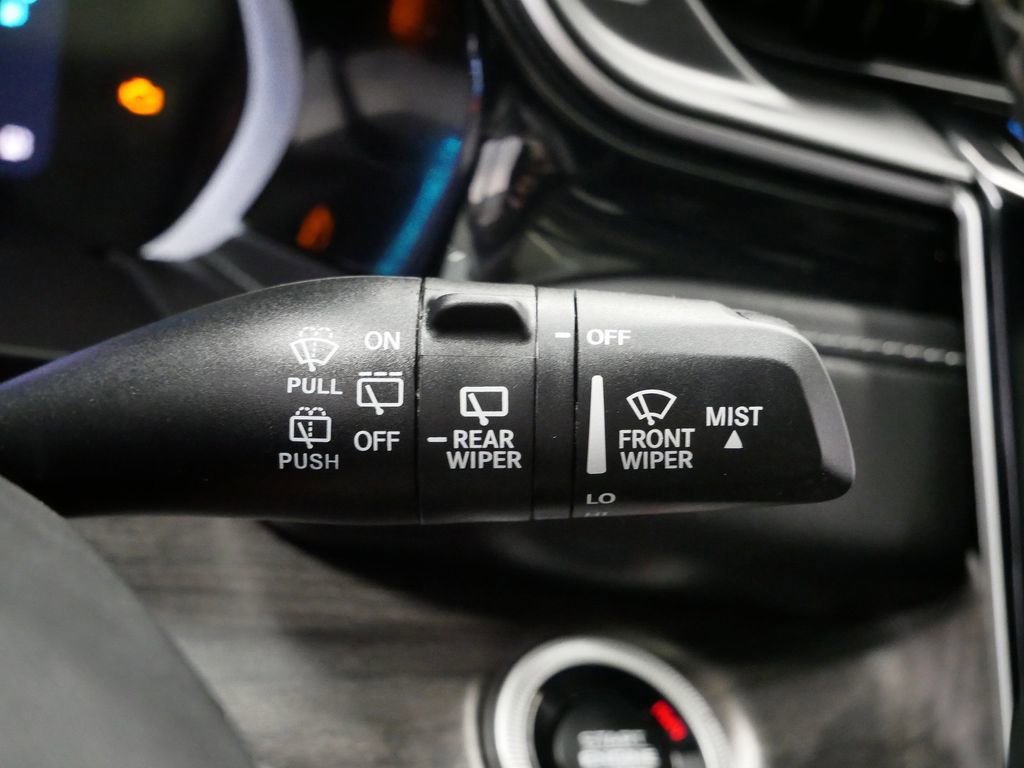 ON
PULL
OFF
PUSH
REAR
WIPER
OFF
FRONT
WIPER
MIST
LO